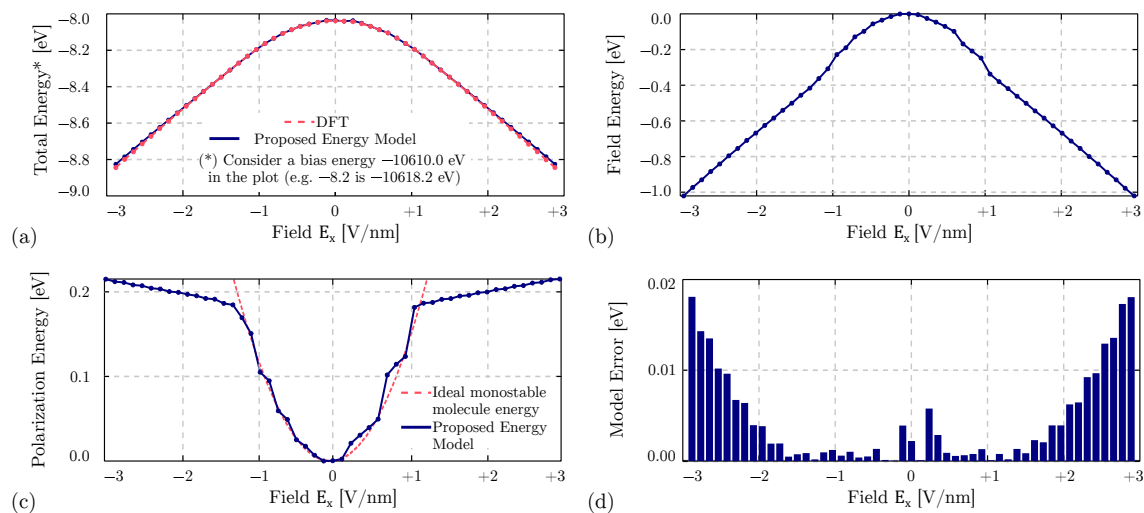 −8.0
−8.2
−8.4
−8.6
−8.8
−9.0
Total Energy* [eV]
DFT
Proposed Energy Model
(*) Consider a bias energy −10610.0 eV
in the plot (e.g. −8.2 is −10618.2 eV)
−3 −2 −1 0 +1 +2 +3
(a) Field Eₓ [V/nm]
0.0
−0.2
−0.4
−0.6
−0.8
−1.0
Field Energy [eV]
−3 −2 −1 0 +1 +2 +3
(b) Field Eₓ [V/nm]
0.2
0.1
0.0
Polarization Energy [eV]
Ideal monostable
molecule energy
Proposed Energy
Model
−3 −2 −1 0 +1 +2 +3
(c) Field Eₓ [V/nm]
0.02
0.01
0.00
Model Error [eV]
−3 −2 −1 0 +1 +2 +3
(d) Field Eₓ [V/nm]